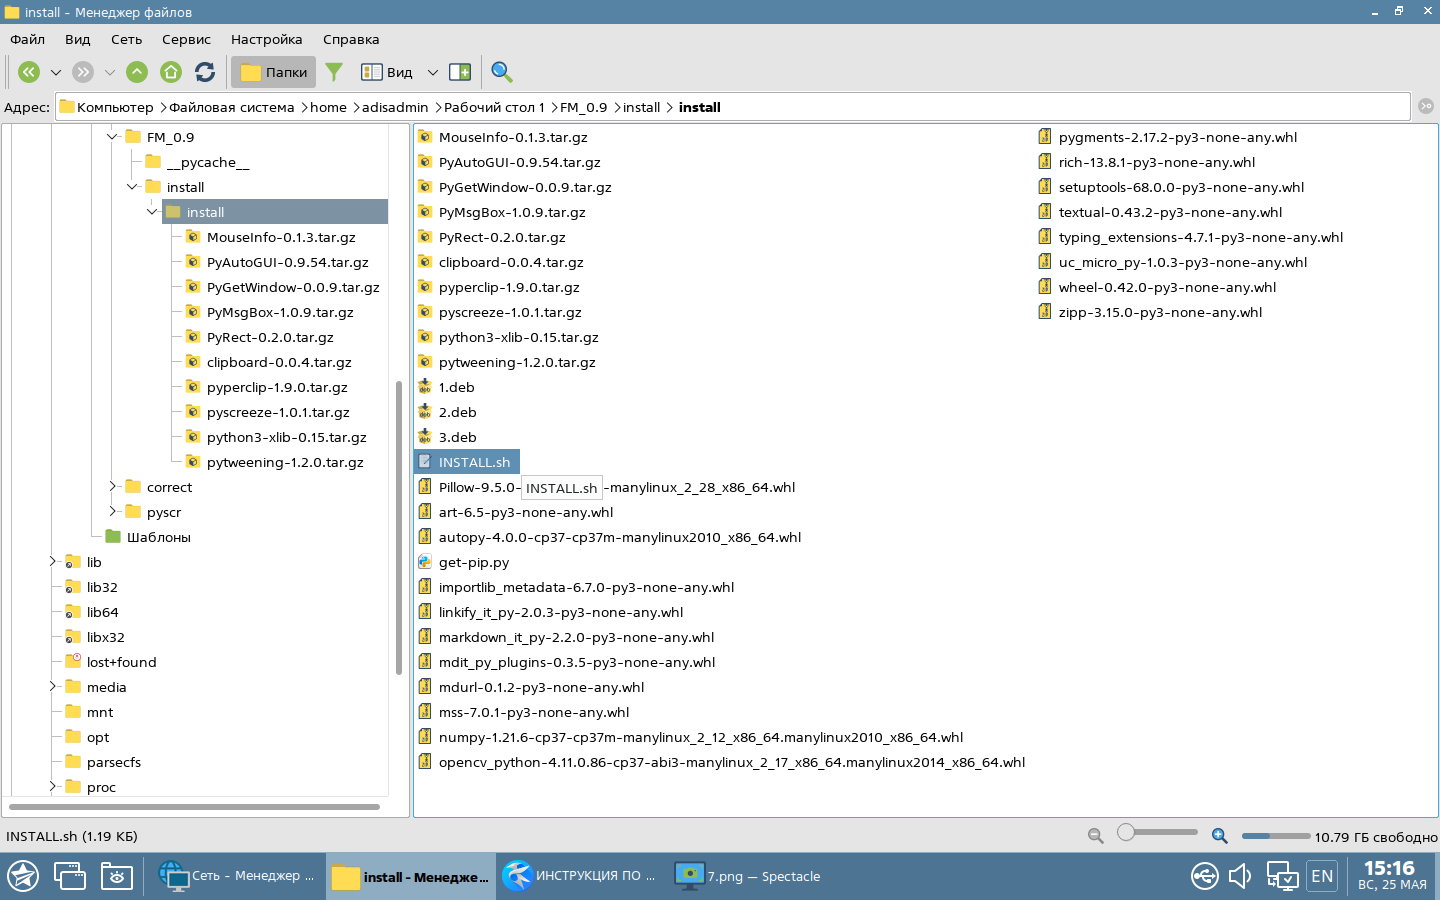 install – Менеджер файлов
Файл Вид Сеть Сервис Настройка Справка
Папки Вид
Адрес: Компьютер Файловая система home adisadmin Рабочий стол 1 FM_0.9 install install
FM_0.9
__pycache__
install
install
MouseInfo-0.1.3.tar.gz
PyAutoGUI-0.9.54.tar.gz
PyGetWindow-0.0.9.tar.gz
PyMsgBox-1.0.9.tar.gz
PyRect-0.2.0.tar.gz
clipboard-0.0.4.tar.gz
pyperclip-1.9.0.tar.gz
pyscreeze-1.0.1.tar.gz
python3-xlib-0.15.tar.gz
pytweening-1.2.0.tar.gz
correct
pyscr
Шаблоны
lib
lib32
lib64
libx32
lost+found
media
mnt
opt
parsecfs
proc
MouseInfo-0.1.3.tar.gz
PyAutoGUI-0.9.54.tar.gz
PyGetWindow-0.0.9.tar.gz
PyMsgBox-1.0.9.tar.gz
PyRect-0.2.0.tar.gz
clipboard-0.0.4.tar.gz
pyperclip-1.9.0.tar.gz
pyscreeze-1.0.1.tar.gz
python3-xlib-0.15.tar.gz
pytweening-1.2.0.tar.gz
1.deb
2.deb
3.deb
INSTALL.sh
Pillow-9.5.0- INSTALL.sh -manylinux_2_28_x86_64.whl
art-6.5-py3-none-any.whl
autopy-4.0.0-cp37-cp37m-manylinux2010_x86_64.whl
get-pip.py
importlib_metadata-6.7.0-py3-none-any.whl
linkify_it_py-2.0.3-py3-none-any.whl
markdown_it_py-2.2.0-py3-none-any.whl
mdit_py_plugins-0.3.5-py3-none-any.whl
mdurl-0.1.2-py3-none-any.whl
mss-7.0.1-py3-none-any.whl
numpy-1.21.6-cp37-cp37m-manylinux_2_12_x86_64.manylinux2010_x86_64.whl
opencv_python-4.11.0.86-cp37-abi3-manylinux_2_17_x86_64.manylinux2014_x86_64.whl
pygments-2.17.2-py3-none-any.whl
rich-13.8.1-py3-none-any.whl
setuptools-68.0.0-py3-none-any.whl
textual-0.43.2-py3-none-any.whl
typing_extensions-4.7.1-py3-none-any.whl
uc_micro_py-1.0.3-py3-none-any.whl
wheel-0.42.0-py3-none-any.whl
zipp-3.15.0-py3-none-any.whl
INSTALL.sh (1.19 КБ) 10.79 ГБ свободно
Сеть - Менеджер ... install - Менедже... ИНСТРУКЦИЯ ПО ... 7.png — Spectacle EN 15:16
ВС, 25 МАЯ